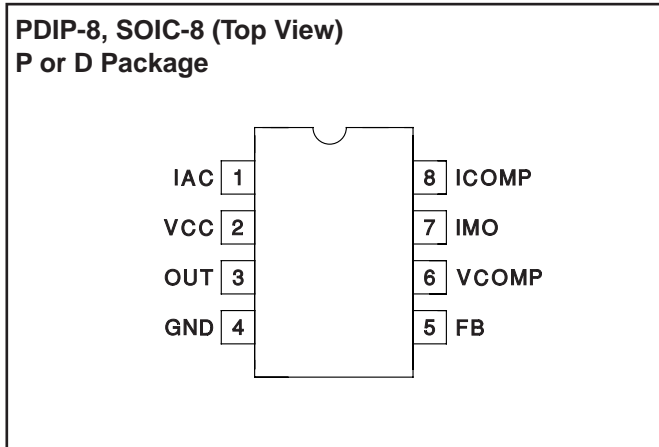 PDIP-8, SOIC-8 (Top View)
P or D Package
IAC 1 8 ICOMP
VCC 2 7 IMO
OUT 3 6 VCOMP
GND 4 5 FB